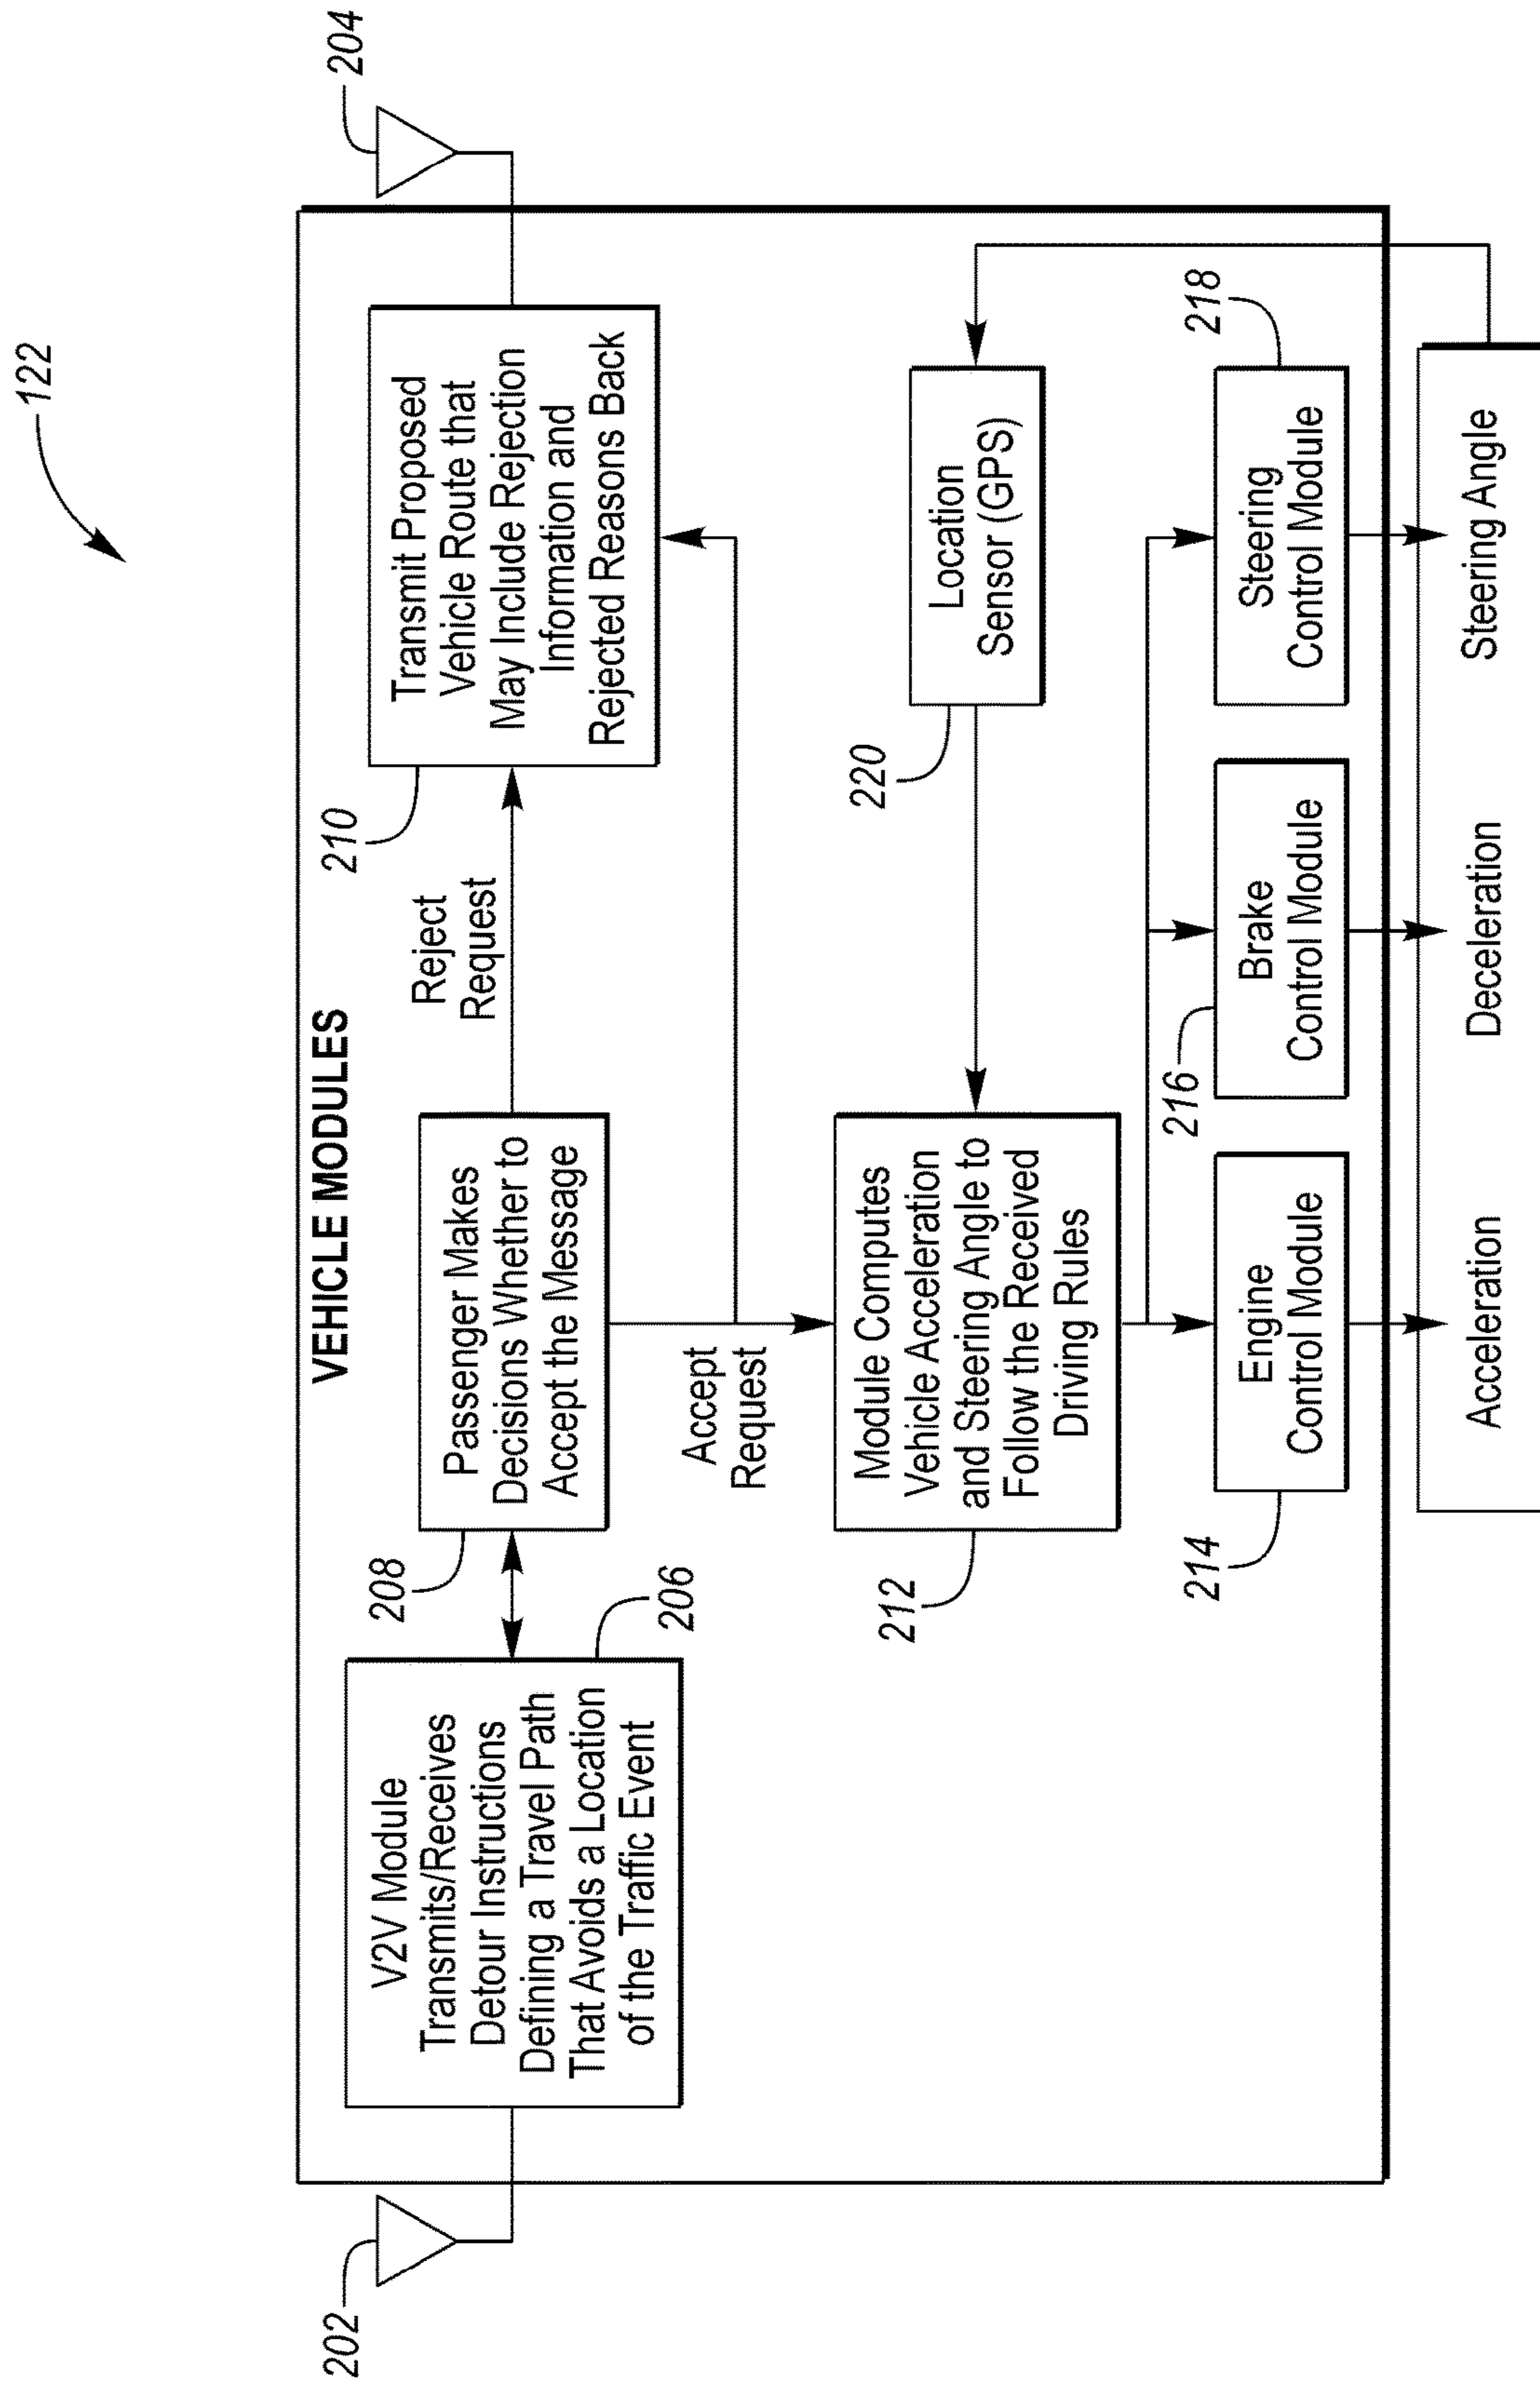 122
VEHICLE MODULES
202
204
V2V Module
Transmits/Receives
Detour Instructions
Defining a Travel Path
That Avoids a Location
of the Traffic Event
206
208
Passenger Makes
Decisions Whether to
Accept the Message
Reject
Request
210
Transmit Proposed
Vehicle Route that
May Include Rejection
Information and
Rejected Reasons Back
Accept
Request
212
Module Computes
Vehicle Acceleration
and Steering Angle to
Follow the Received
Driving Rules
220
Location
Sensor (GPS)
214
Engine
Control Module
216
Brake
Control Module
218
Steering
Control Module
Acceleration
Deceleration
Steering Angle